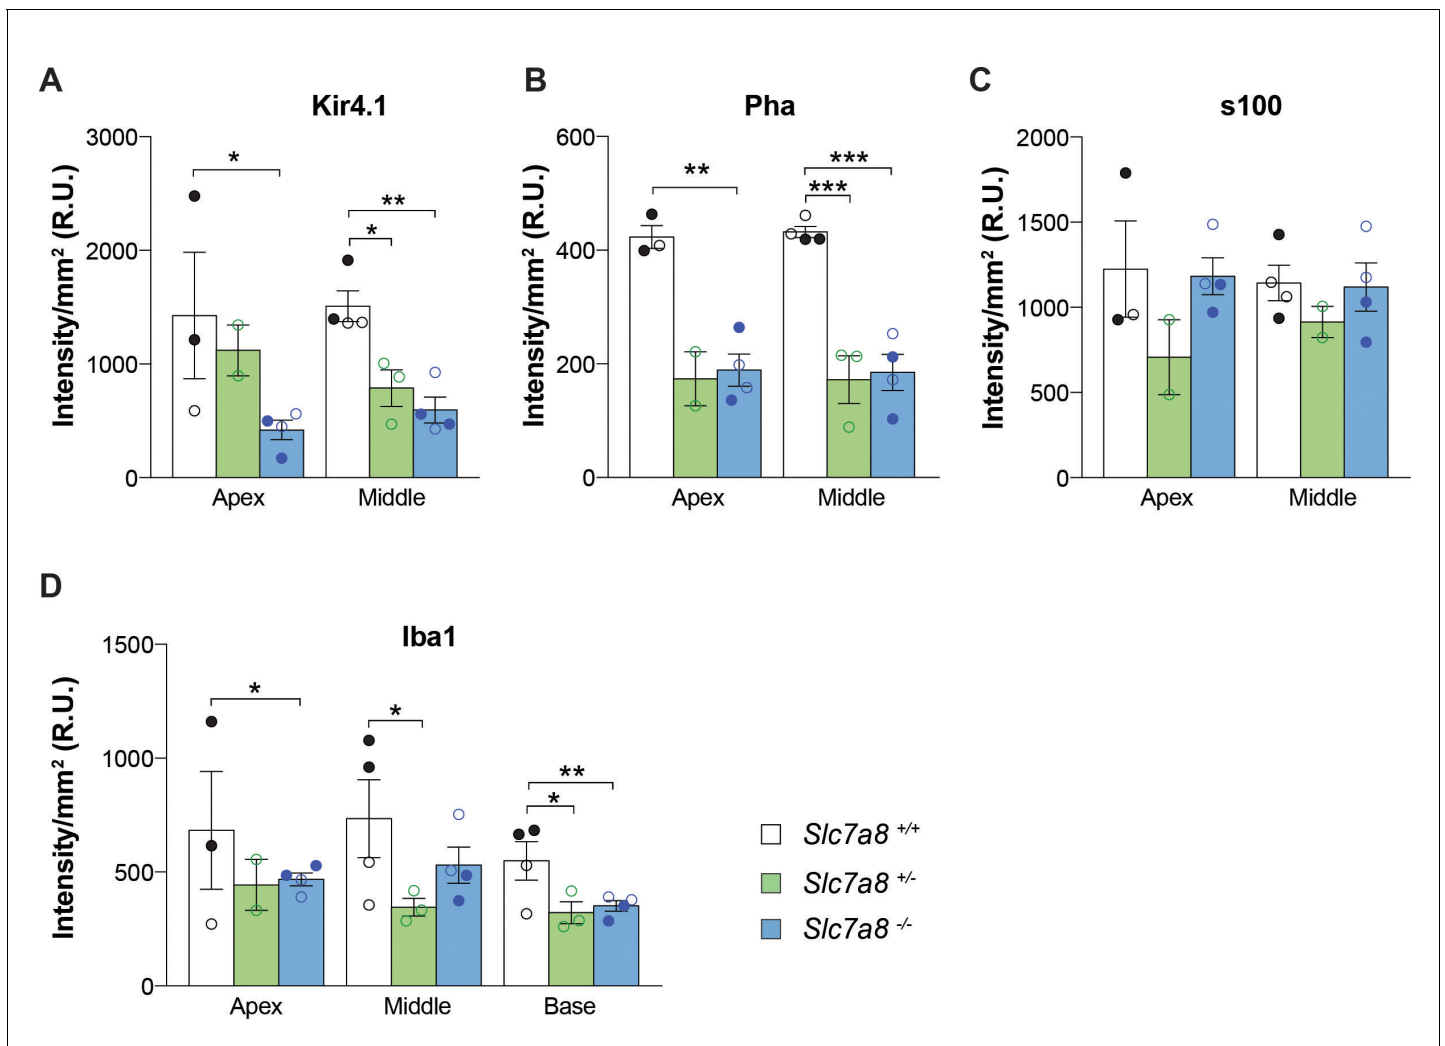 A
Kir4.1
Intensity/mm² (R.U.)
3000
2000
1000
0
*
**
*
Apex
Middle
B
Pha
Intensity/mm² (R.U.)
600
400
200
0
**
***
***
Apex
Middle
C
s100
Intensity/mm² (R.U.)
2000
1500
1000
500
0
Apex
Middle
D
Iba1
Intensity/mm² (R.U.)
1500
1000
500
0
*
*
**
*
Apex
Middle
Base
Slc7a8 +/+
Slc7a8 +/-
Slc7a8 -/-